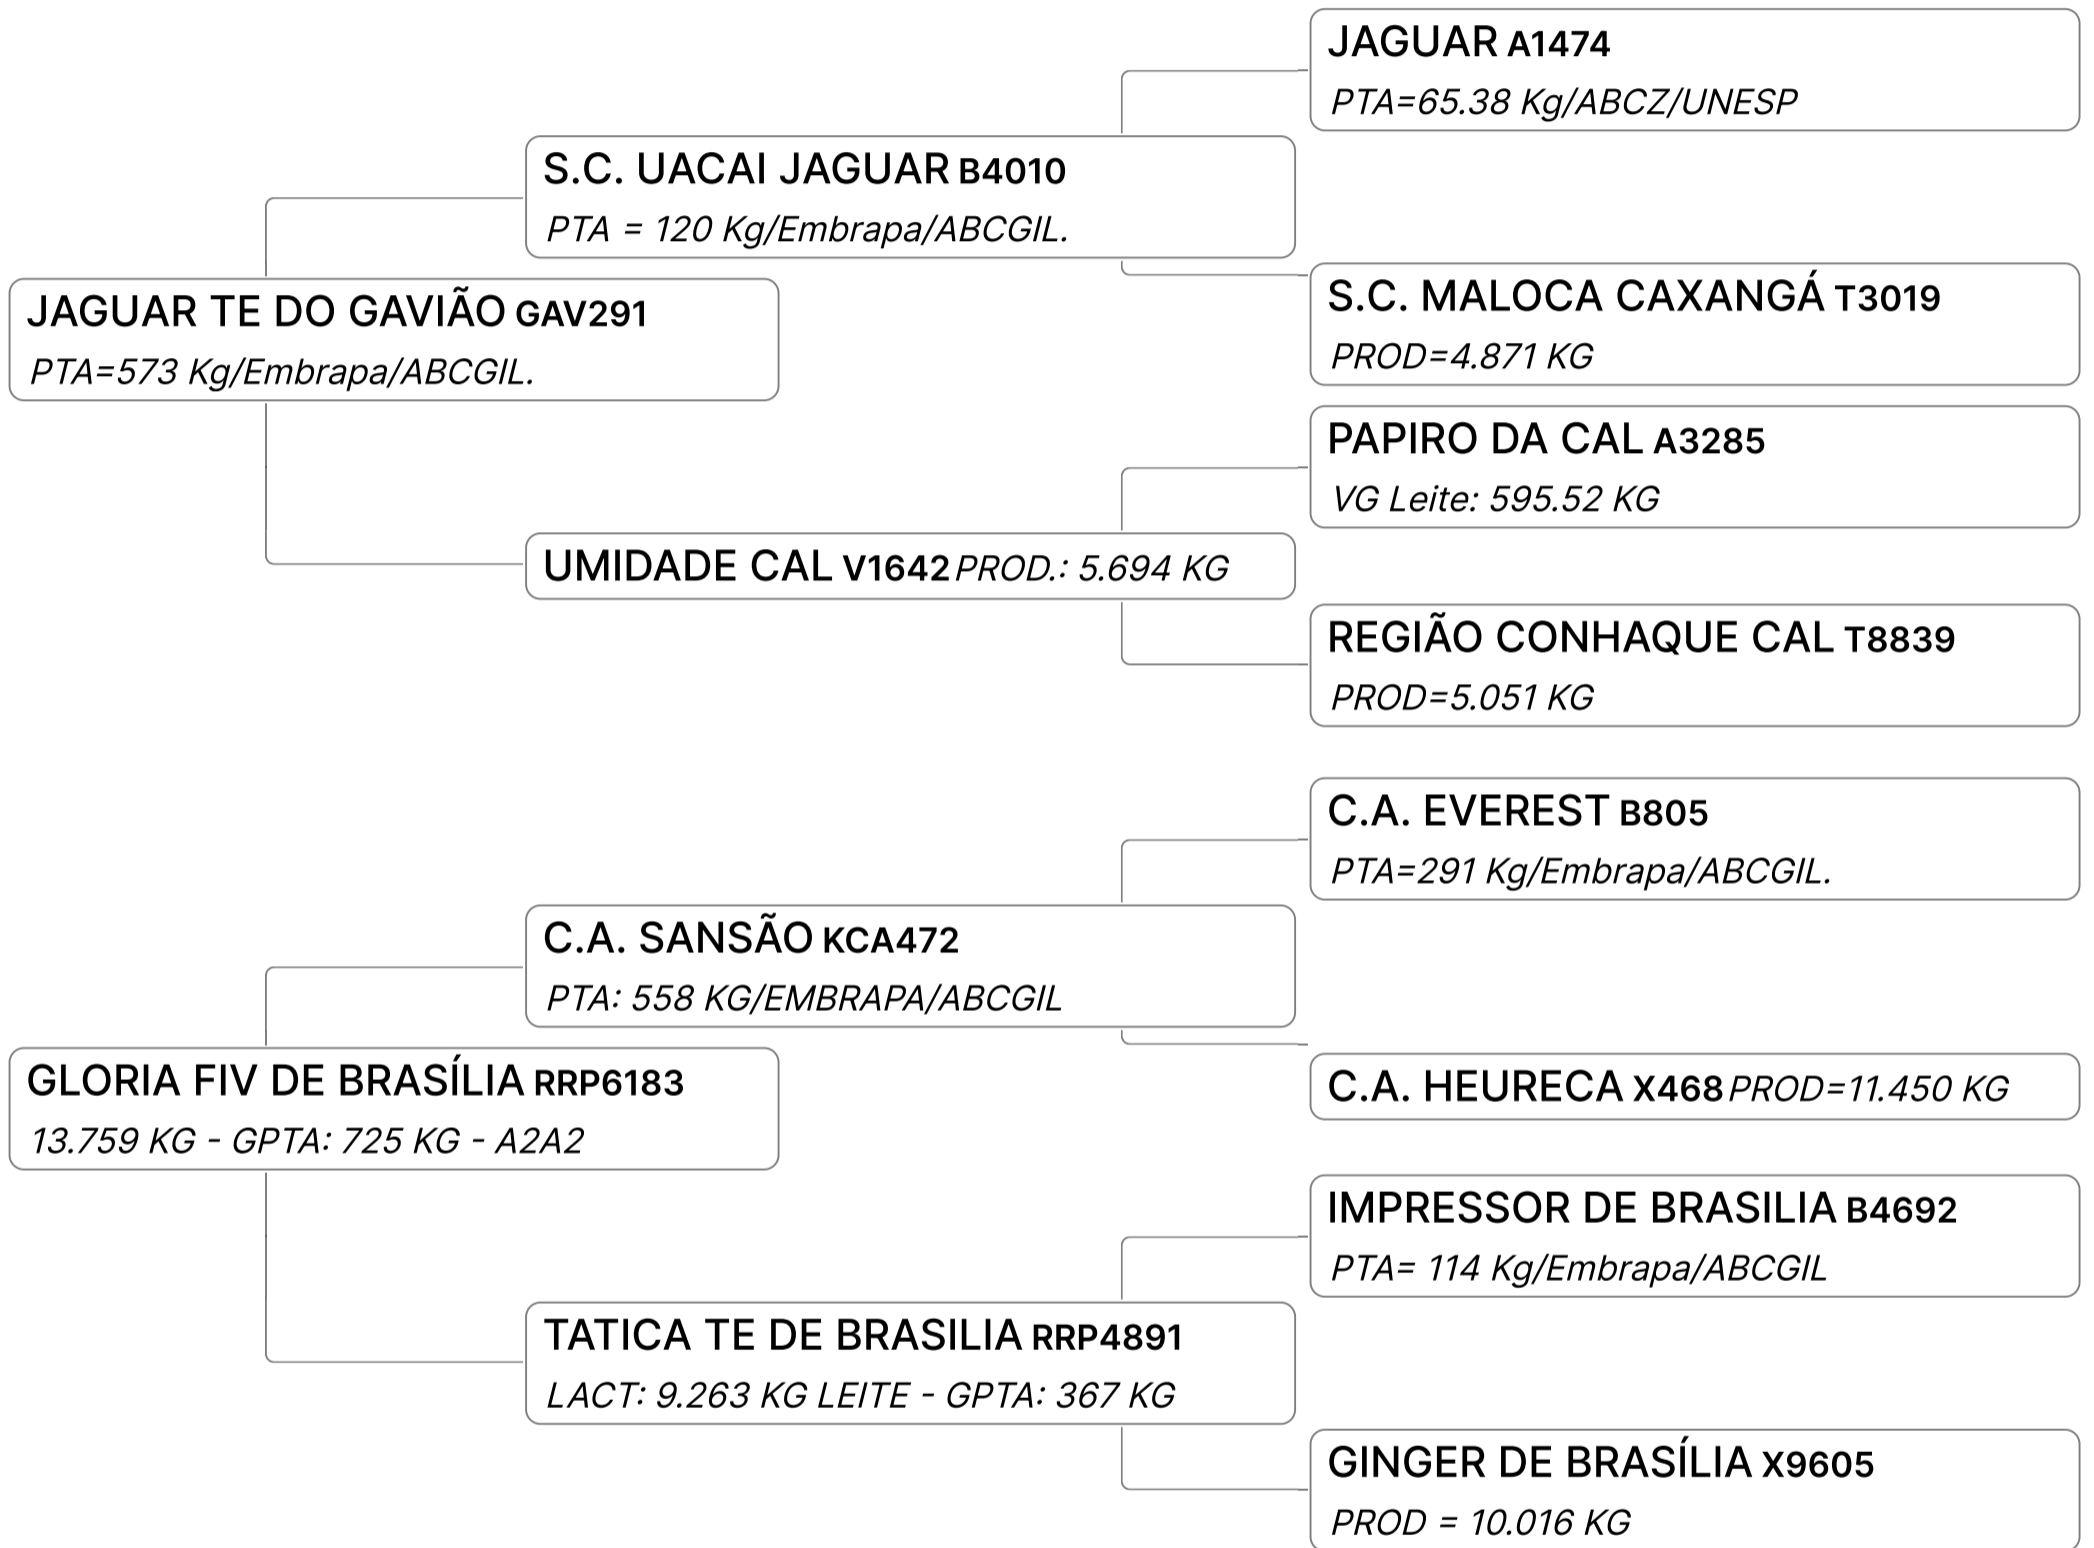 JAGUAR A1474
PTA=65.38 Kg/ABCZ/UNESP
S.C. UACAI JAGUAR B4010
PTA = 120 Kg/Embrapa/ABCGIL.
S.C. MALOCA CAXANGÁ T3019
PROD=4.871 KG
JAGUAR TE DO GAVIÃO GAV291
PTA=573 Kg/Embrapa/ABCGIL.
PAPIRO DA CAL A3285
VG Leite: 595.52 KG
UMIDADE CAL V1642 PROD.: 5.694 KG
REGIÃO CONHAQUE CAL T8839
PROD=5.051 KG
C.A. EVEREST B805
PTA=291 Kg/Embrapa/ABCGIL.
C.A. SANSÃO KCA472
PTA: 558 KG/EMBRAPA/ABCGIL
C.A. HEURECA X468 PROD=11.450 KG
GLORIA FIV DE BRASÍLIA RRP6183
13.759 KG - GPTA: 725 KG - A2A2
IMPRESSOR DE BRASILIA B4692
PTA= 114 Kg/Embrapa/ABCGIL
TATICA TE DE BRASILIA RRP4891
LACT: 9.263 KG LEITE - GPTA: 367 KG
GINGER DE BRASÍLIA X9605
PROD = 10.016 KG